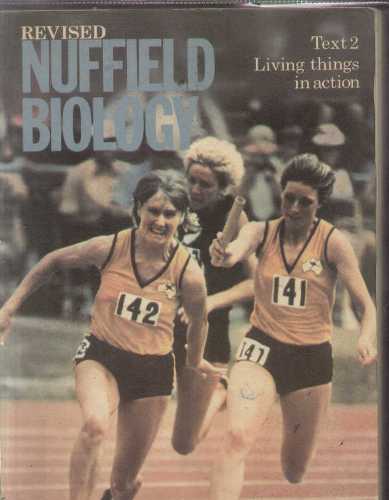 REVISED
NUFFIELD
BIOLOGY
Text 2
Living things
in action
142
141
141